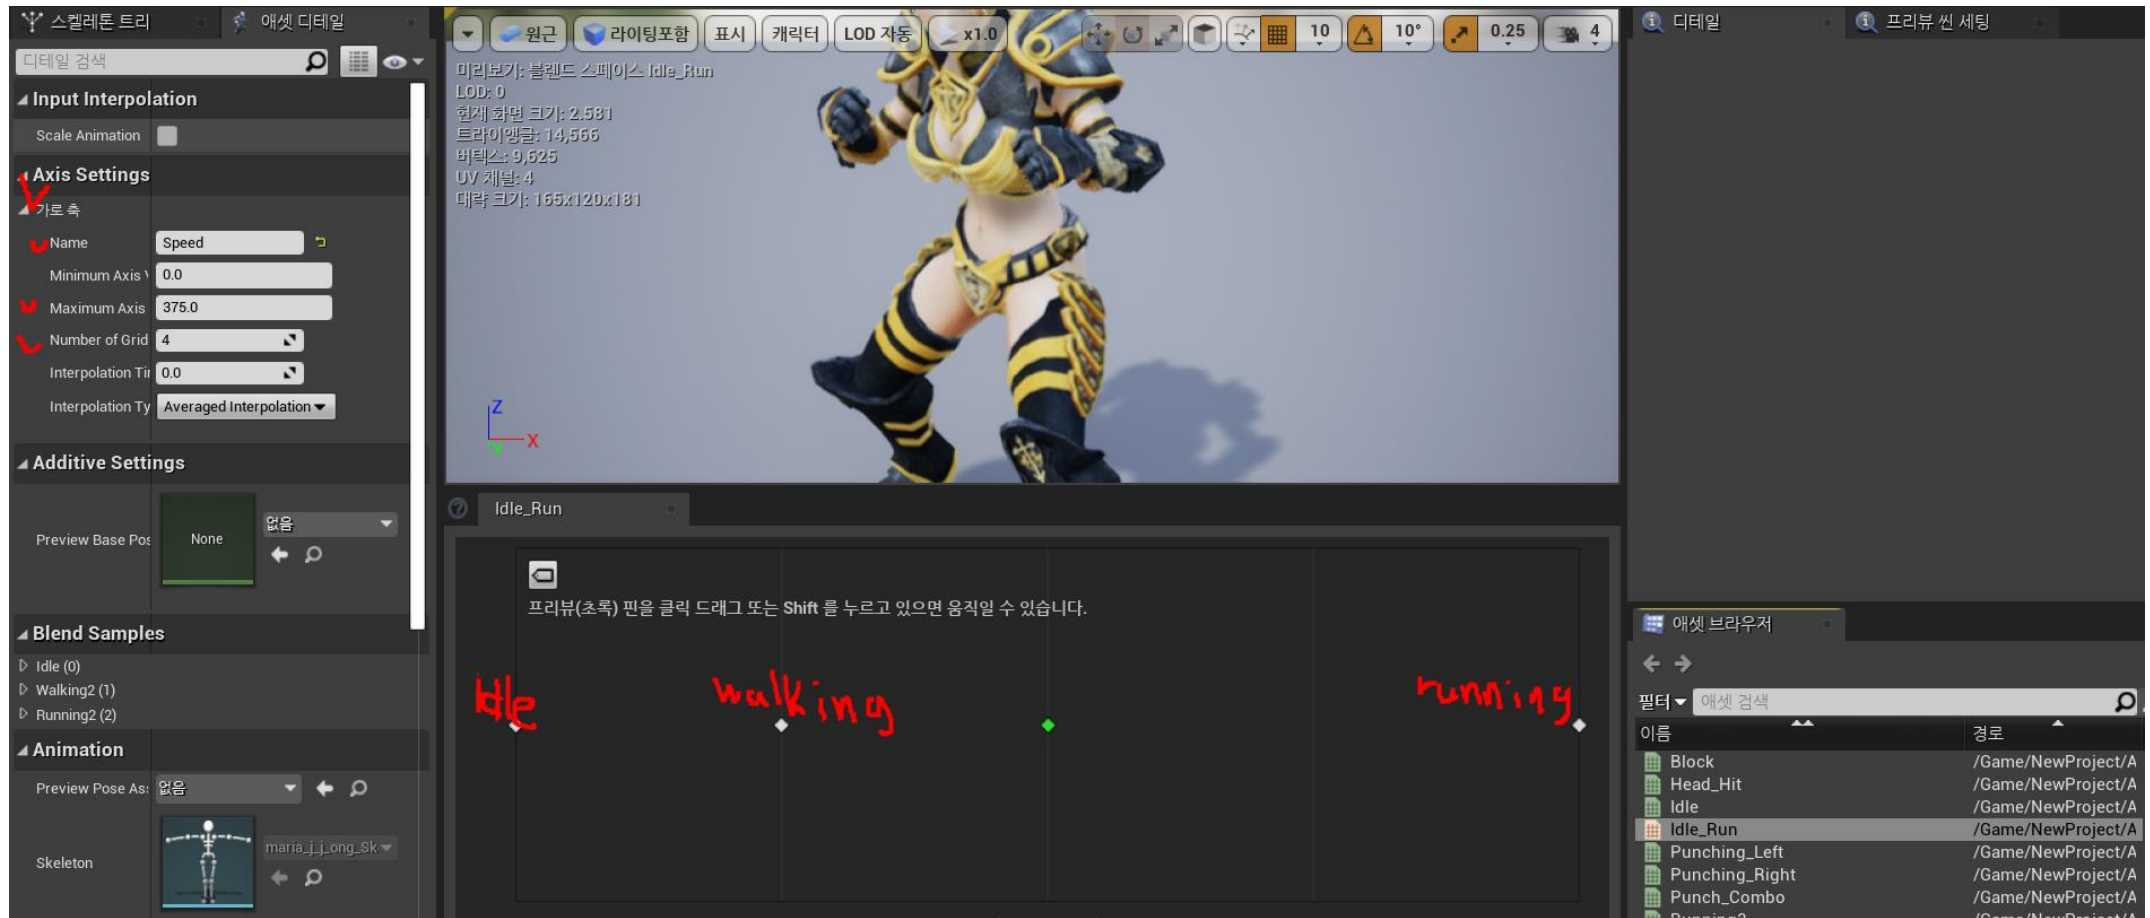 스켈레톤 트리
애셋 디테일
디테일 검색
Input Interpolation
Scale Animation
Axis Settings
가로 축
Name
Speed
Minimum Axis V
0.0
Maximum Axis
375.0
Number of Grid
4
Interpolation Tir
0.0
Interpolation Ty
Averaged Interpolation
Additive Settings
Preview Base Pos
None
없음
Blend Samples
Idle (0)
Walking2 (1)
Running2 (2)
Animation
Preview Pose As
없음
Skeleton
maria_j_j_ong_Sk
원근
라이팅포함
표시
캐릭터
LOD 자동
x1.0
10
10°
0.25
4
미리보기: 블렌드 스페이스 Idle_Run
LOD: 0
현재 화면 크기: 2.581
트라이앵글: 14,566
버텍스: 9,625
UV 채널: 4
대략 크기: 165x120x181
Z
X
Y
Idle_Run
프리뷰(초록) 핀을 클릭 드래그 또는 Shift 를 누르고 있으면 움직일 수 있습니다.
Idle
walking
running
디테일
프리뷰 씬 세팅
애셋 브라우저
필터
애셋 검색
이름 경로
Block /Game/NewProject/A
Head_Hit /Game/NewProject/A
Idle /Game/NewProject/A
Idle_Run /Game/NewProject/A
Punching_Left /Game/NewProject/A
Punching_Right /Game/NewProject/A
Punch_Combo /Game/NewProject/A
Running2 /Game/NewProject/A